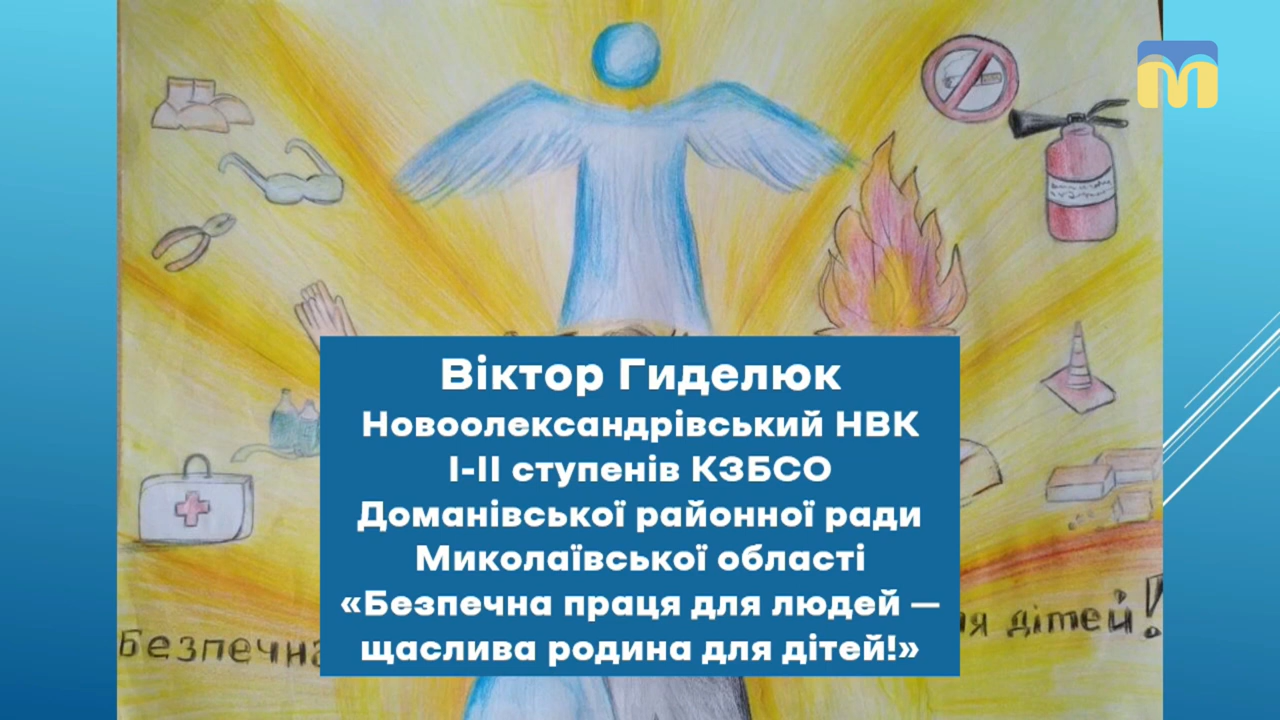 Віктор Гиделюк
Новоолександрівський НВК
І-ІІ ступенів КЗБСО
Доманівської районної ради
Миколаївської області
«Безпечна праця для людей —
щаслива родина для дітей!»
Безпечна
дітей!